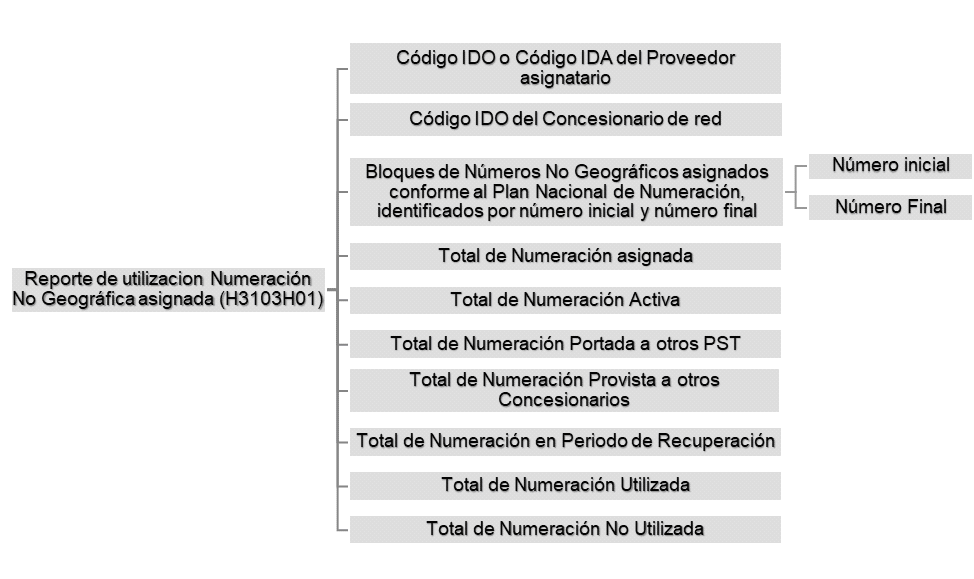 Código IDO o Código IDA del Proveedor
asignatario
Código IDO del Concesionario de red
Bloques de Números No Geográficos asignados
conforme al Plan Nacional de Numeración,
identificados por número inicial y número final
Número inicial
Número Final
Total de Numeración asignada
Reporte de utilizacion Numeración
No Geográfica asignada (H3103H01)
Total de Numeración Activa
Total de Numeración Portada a otros PST
Total de Numeración Provista a otros
Concesionarios
Total de Numeración en Periodo de Recuperación
Total de Numeración Utilizada
Total de Numeración No Utilizada